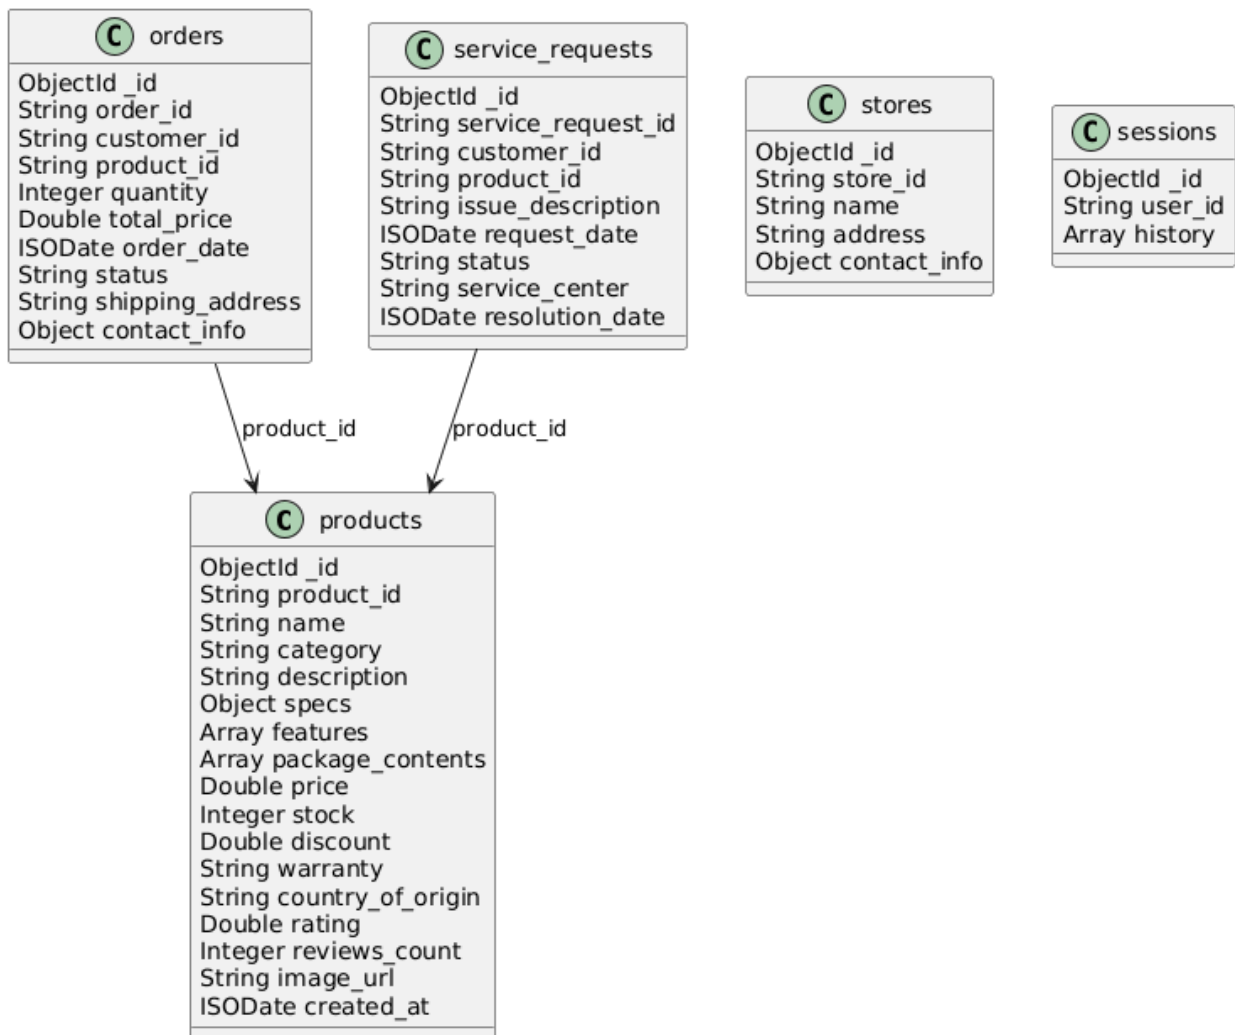 C orders
ObjectId _id
String order_id
String customer_id
String product_id
Integer quantity
Double total_price
ISODate order_date
String status
String shipping_address
Object contact_info
C service_requests
ObjectId _id
String service_request_id
String customer_id
String product_id
String issue_description
ISODate request_date
String status
String service_center
ISODate resolution_date
C stores
ObjectId _id
String store_id
String name
String address
Object contact_info
C sessions
ObjectId _id
String user_id
Array history
product_id
product_id
C products
ObjectId _id
String product_id
String name
String category
String description
Object specs
Array features
Array package_contents
Double price
Integer stock
Double discount
String warranty
String country_of_origin
Double rating
Integer reviews_count
String image_url
ISODate created_at